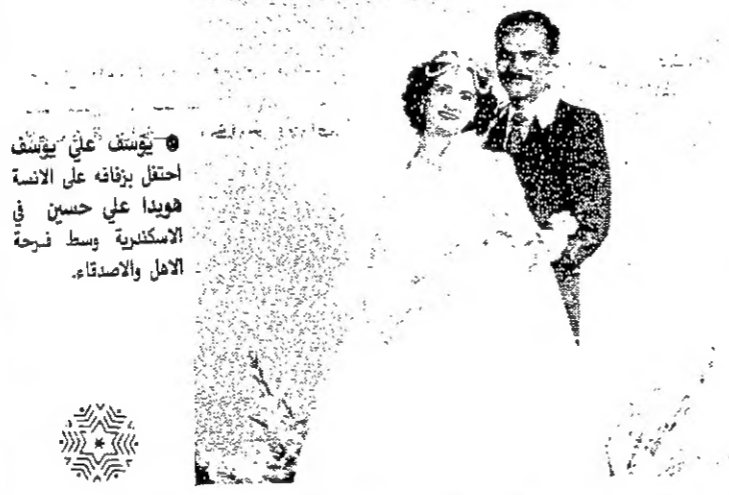 ● يوسف علي يوسف
احتفل بزفافه على الانسة
هويدا علي حسين في
الاسكندرية وسط فرحة
الاهل والاصدقاء.